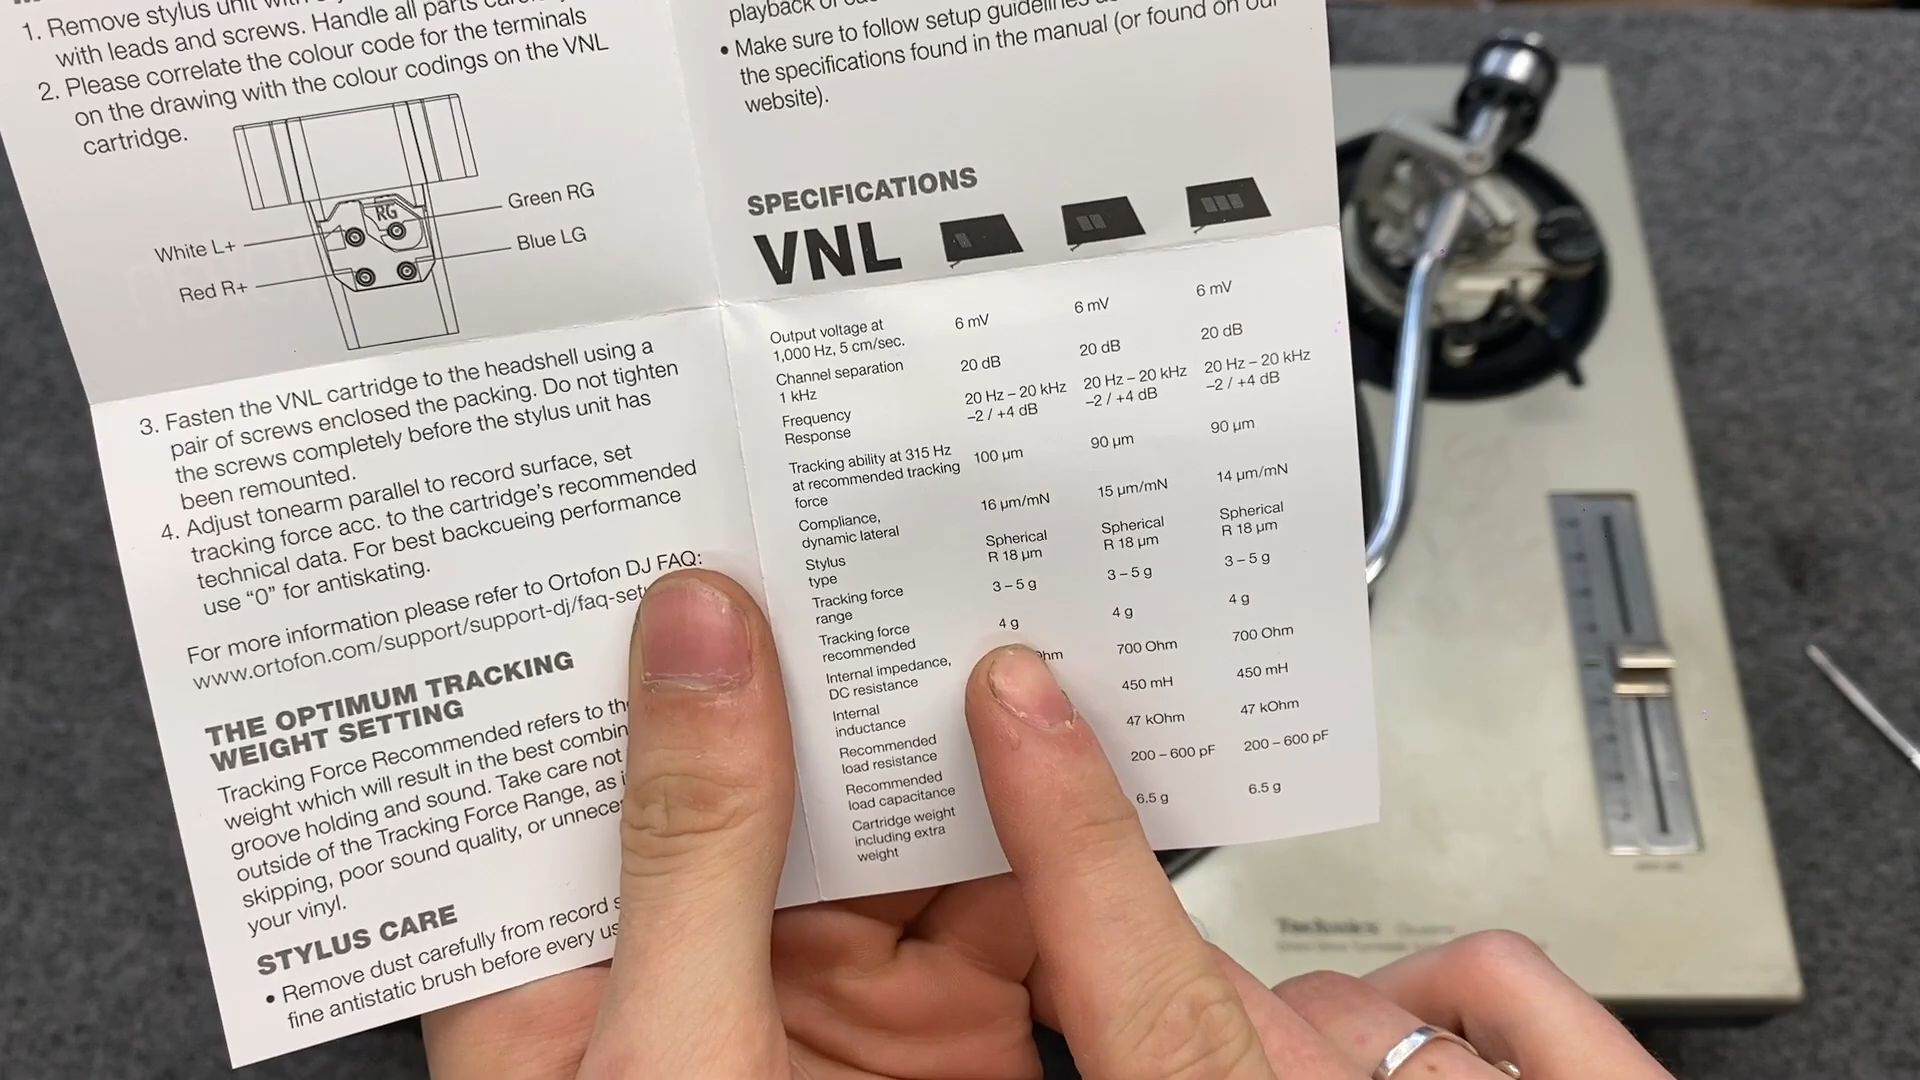 1. Remove stylus unit
with leads and screws. Handle all parts
2. Please correlate the colour code for the terminals
on the drawing with the colour codings on the VNL
cartridge.
RG
Green RG
White L+
Blue LG
Red R+
3. Fasten the VNL cartridge to the headshell using a
pair of screws enclosed the packing. Do not tighten
the screws completely before the stylus unit has
been remounted.
4. Adjust tonearm parallel to record surface, set
tracking force acc. to the cartridge's recommended
technical data. For best backcueing performance
use "0" for antiskating.
For more information please refer to Ortofon DJ FAQ:
www.ortofon.com/support/support-dj/faq-set
THE OPTIMUM TRACKING
WEIGHT SETTING
Tracking Force Recommended refers to the
weight which will result in the best combin
groove holding and sound. Take care not
outside of the Tracking Force Range, as
skipping, poor sound quality, or unnece
your vinyl.
STYLUS CARE
• Remove dust carefully from record
fine antistatic brush before every
playback of
• Make sure to follow setup guidelines
the specifications found in the manual (or found on our
website).
SPECIFICATIONS
VNL
Output voltage at
1,000 Hz, 5 cm/sec.
6 mV
6 mV
6 mV
Channel separation
1 kHz
20 dB
20 dB
20 dB
Frequency
Response
20 Hz – 20 kHz
–2 / +4 dB
20 Hz – 20 kHz
–2 / +4 dB
20 Hz – 20 kHz
–2 / +4 dB
Tracking ability at 315 Hz
at recommended tracking
force
100 µm
90 µm
90 µm
Compliance,
dynamic lateral
16 µm/mN
15 µm/mN
14 µm/mN
Stylus
type
Spherical
R 18 µm
Spherical
R 18 µm
Spherical
R 18 µm
Tracking force
range
3 – 5 g
3 – 5 g
3 – 5 g
Tracking force
recommended
4 g
4 g
4 g
Internal impedance,
DC resistance
700 Ohm
700 Ohm
Internal
inductance
450 mH
450 mH
Recommended
load resistance
47 kOhm
47 kOhm
Recommended
load capacitance
200 – 600 pF
200 – 600 pF
Cartridge weight
including extra
weight
6.5 g
6.5 g
Technics